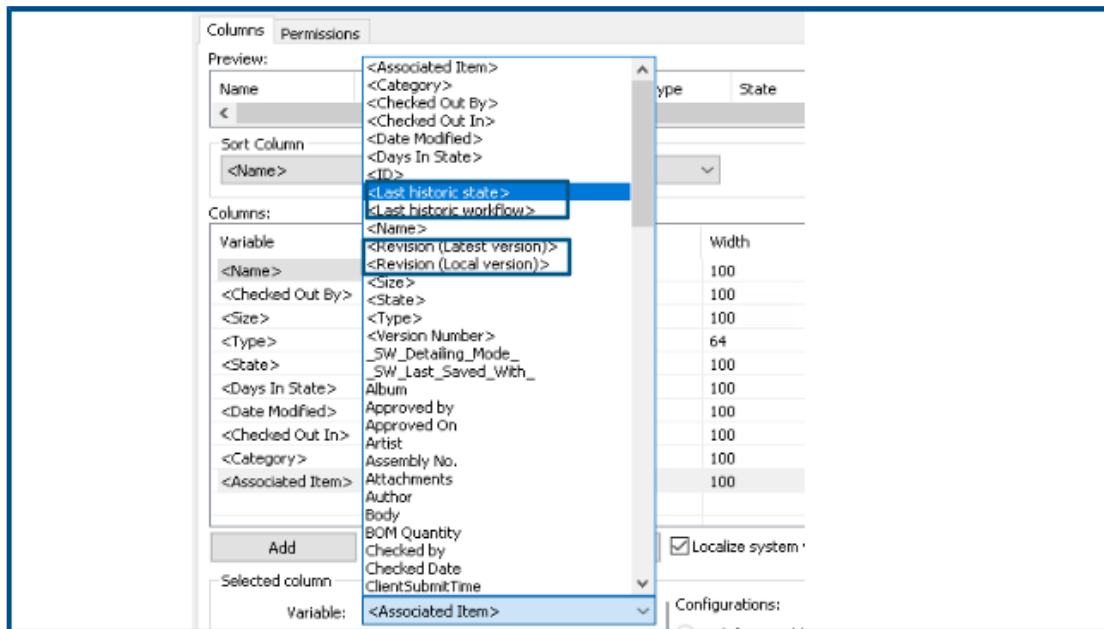 Columns Permissions
Preview:
Name State
Sort Column
<Name>
Columns:
Variable Width
<Name> 100
<Checked Out By> 100
<Size> 100
<Type> 64
<State> 100
<Days In State> 100
<Date Modified> 100
<Checked Out In> 100
<Category> 100
<Associated Item> 100
Add
Localize system
Selected column
Variable: <Associated Item>
Configurations:
<Associated Item>
<Category>
<Checked Out By>
<Checked Out In>
<Date Modified>
<Days In State>
<ID>
<Last historic state>
<Last historic workflow>
<Name>
<Revision (Latest version)>
<Revision (Local version)>
<Size>
<State>
<Type>
<Version Number>
_SW_Detailing_Mode_
_SW_Last_Saved_With_
Album
Approved by
Approved On
Artist
Assembly No.
Attachments
Author
Body
BOM Quantity
Checked by
Checked Date
ClientSubmitTime